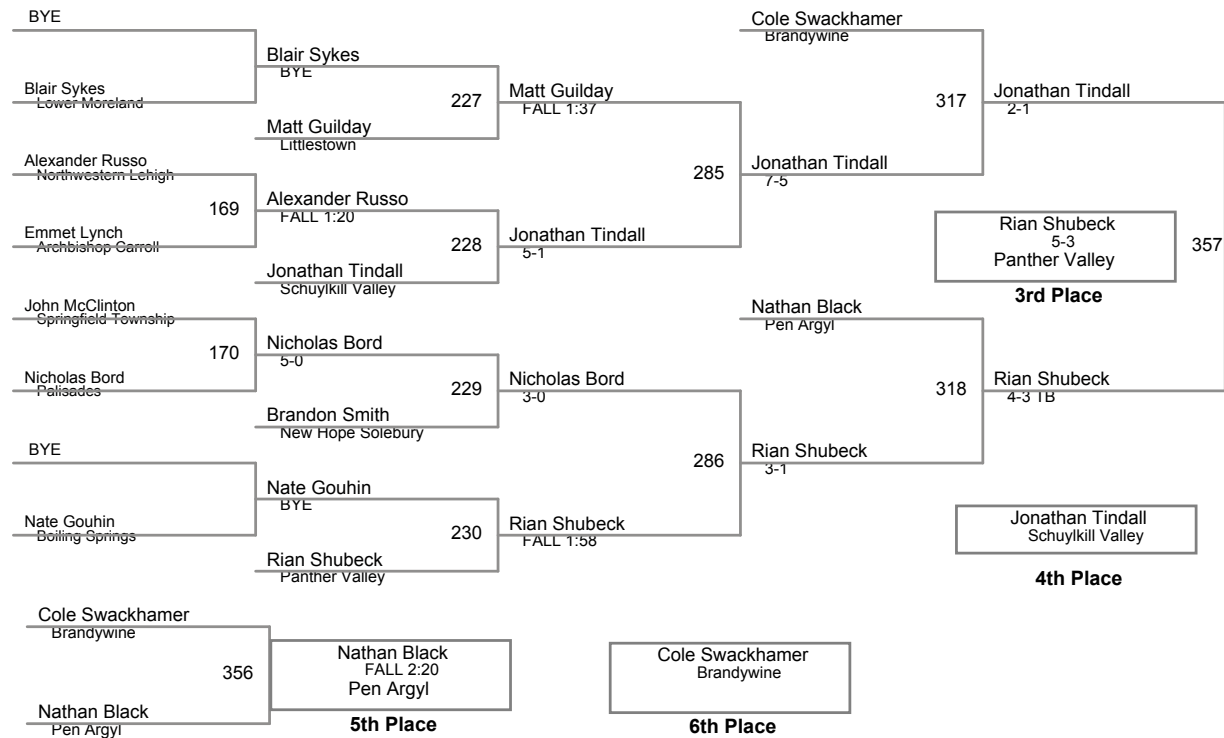 BYE
Blair Sykes
Lower Moreland
Alexander Russo
Northwestern Lehigh
169
Emmet Lynch
Archbishop Carroll
John McClinton
Springfield Township
170
Nicholas Bord
Palisades
BYE
Nate Gouhin
Boiling Springs
Blair Sykes
BYE
227
Matt Guilday
Littlestown
Alexander Russo
FALL 1:20
228
Jonathan Tindall
Schuylkill Valley
Nicholas Bord
5-0
229
Brandon Smith
New Hope Solebury
Nate Gouhin
BYE
230
Rian Shubeck
Panther Valley
Matt Guilday
FALL 1:37
285
Jonathan Tindall
5-1
Nicholas Bord
3-0
286
Rian Shubeck
FALL 1:58
Cole Swackhamer
Brandywine
317
Jonathan Tindall
7-5
Nathan Black
Pen Argyl
318
Rian Shubeck
3-1
Jonathan Tindall
2-1
357
Rian Shubeck
4-3 TB
Rian Shubeck
5-3
Panther Valley
3rd Place
Jonathan Tindall
Schuylkill Valley
4th Place
Cole Swackhamer
Brandywine
356
Nathan Black
Pen Argyl
Nathan Black
FALL 2:20
Pen Argyl
5th Place
Cole Swackhamer
Brandywine
6th Place